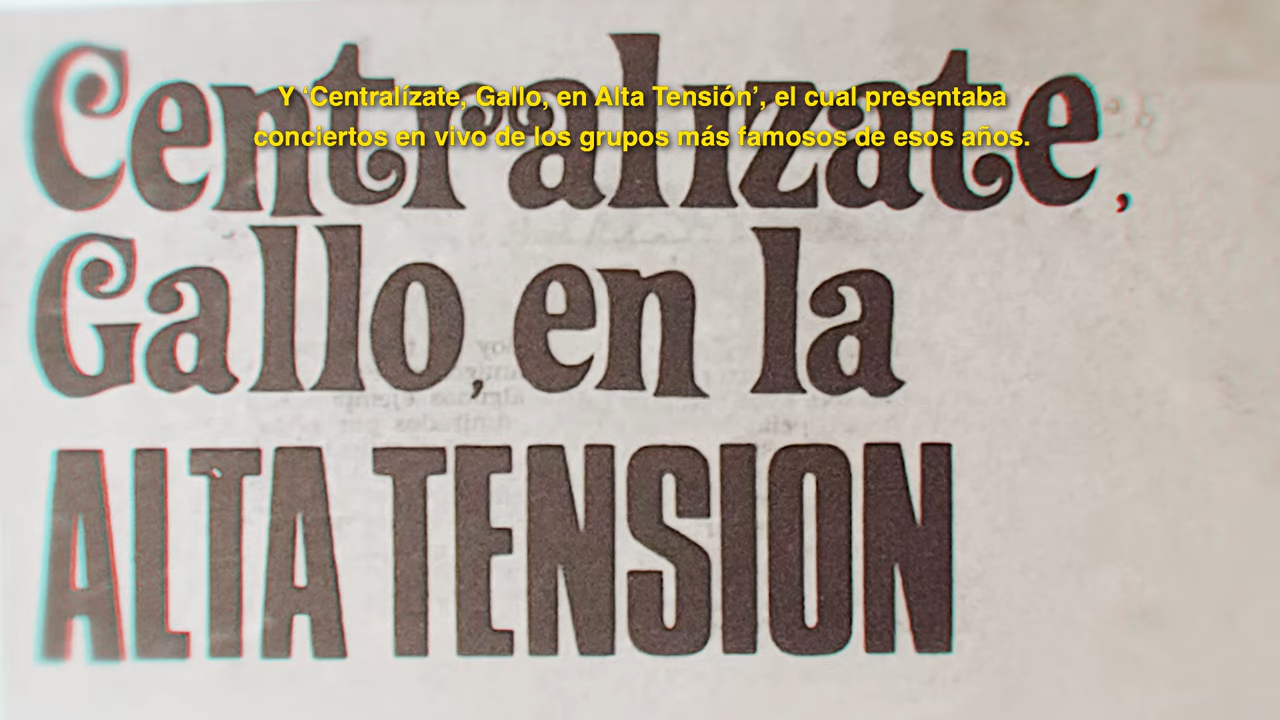 Y ‘Centralízate, Gallo, en Alta Tensión’, el cual presentaba
conciertos en vivo de los grupos más famosos de esos años.
Centralízate,
Gallo, en la
ALTA TENSION